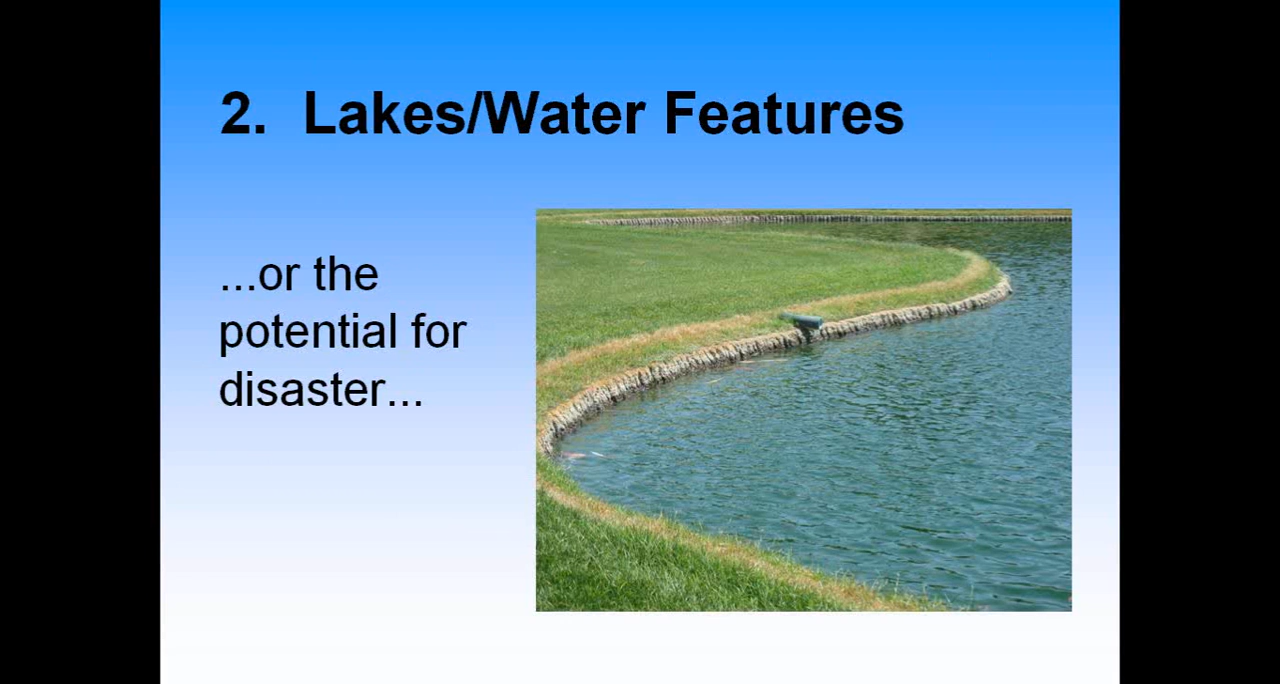 2. Lakes/Water Features
...or the
potential for
disaster...